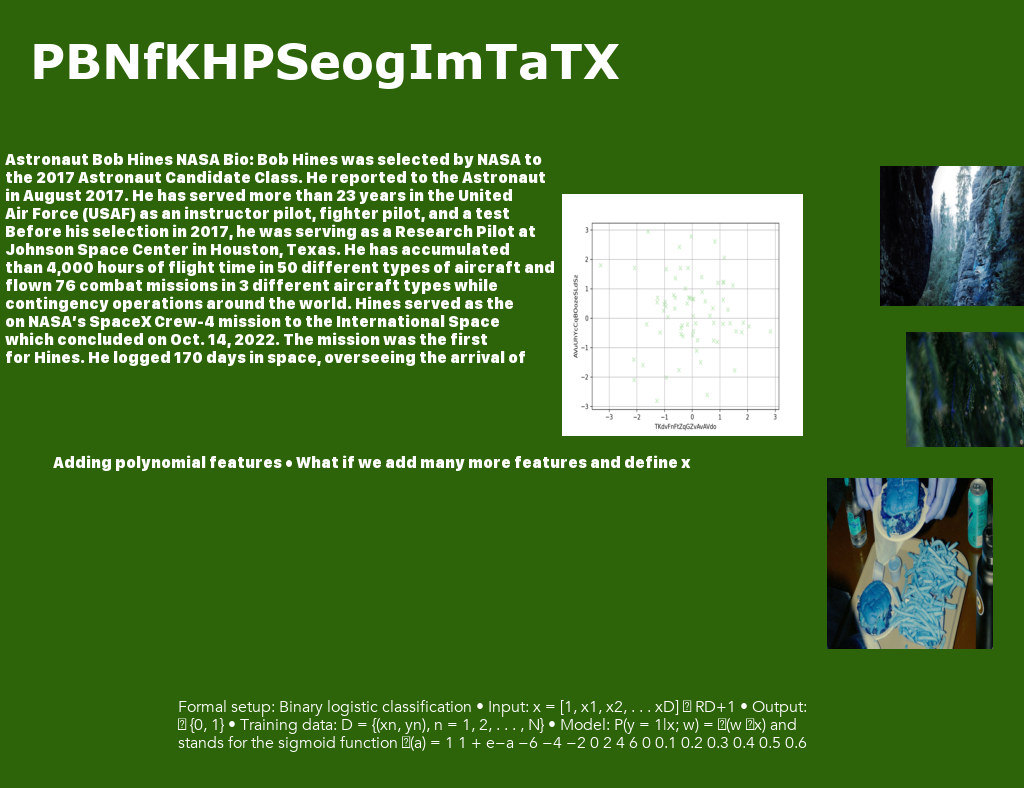 PBNfKHPSeogImTaTX
Astronaut Bob Hines NASA Bio: Bob Hines was selected by NASA to
the 2017 Astronaut Candidate Class. He reported to the Astronaut
in August 2017. He has served more than 23 years in the United
Air Force (USAF) as an instructor pilot, fighter pilot, and a test
Before his selection in 2017, he was serving as a Research Pilot at
Johnson Space Center in Houston, Texas. He has accumulated
than 4,000 hours of flight time in 50 different types of aircraft and
flown 76 combat missions in 3 different aircraft types while
contingency operations around the world. Hines served as the
on NASA's SpaceX Crew-4 mission to the International Space
which concluded on Oct. 14, 2022. The mission was the first
for Hines. He logged 170 days in space, overseeing the arrival of
3
2
1
0
−1
−2
−3
−3 −2 −1 0 1 2 3
TKdvFnFtZqGZvAvAVdo
Adding polynomial features • What if we add many more features and define x
Formal setup: Binary logistic classification • Input: x = [1, x1, x2, . . . xD] RD+1 • Output:
{0, 1} • Training data: D = {(xn, yn), n = 1, 2, . . . , N} • Model: P(y = 1|x; w) = (w x) and
stands for the sigmoid function (a) = 1 1 + e−a −6 −4 −2 0 2 4 6 0 0.1 0.2 0.3 0.4 0.5 0.6